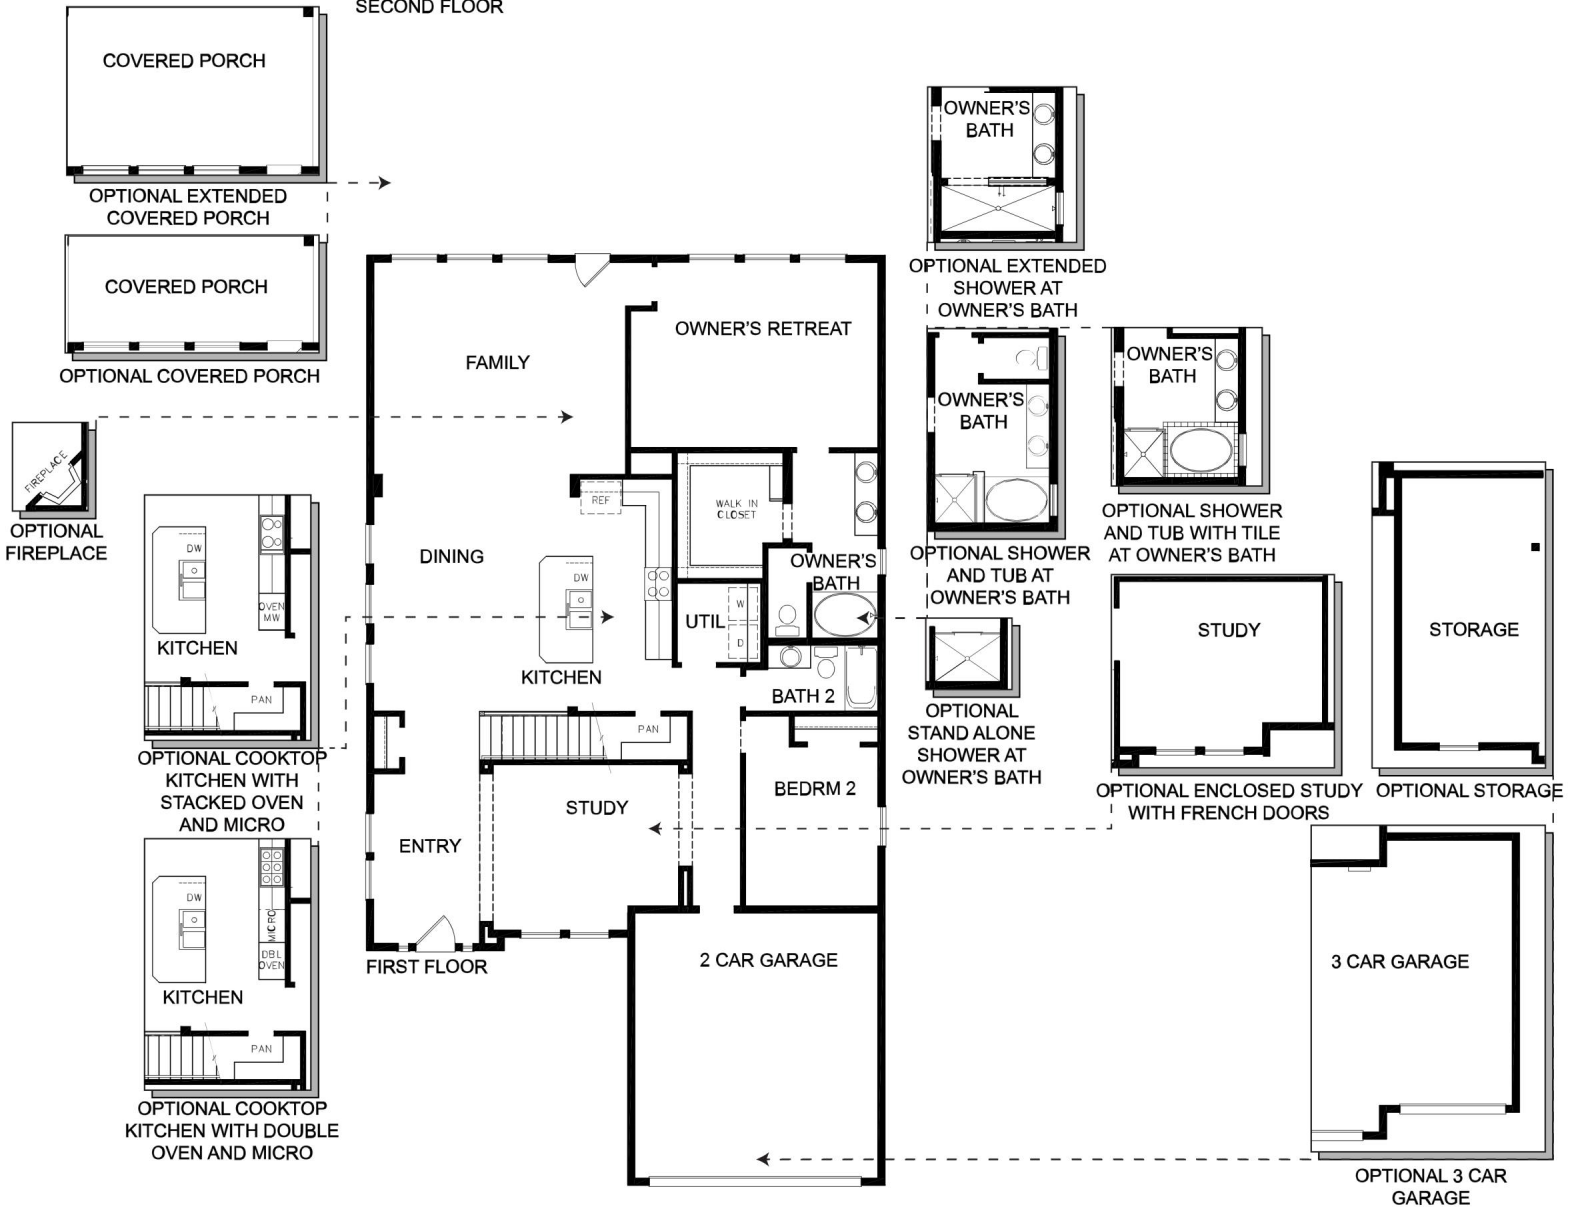 SECOND FLOOR
COVERED PORCH
OPTIONAL EXTENDED
COVERED PORCH
COVERED PORCH
OPTIONAL COVERED PORCH
FIREPLACE
OPTIONAL
FIREPLACE
DW
OVEN
MW
KITCHEN
PAN
OPTIONAL COOKTOP
KITCHEN WITH
STACKED OVEN
AND MICRO
DW
MICRO
DBL
OVEN
KITCHEN
PAN
OPTIONAL COOKTOP
KITCHEN WITH DOUBLE
OVEN AND MICRO
FAMILY
OWNER'S RETREAT
REF
WALK IN
CLOSET
DINING
DW
OWNER'S
BATH
W
UTIL
D
KITCHEN
BATH 2
PAN
BEDRM 2
STUDY
ENTRY
FIRST FLOOR
2 CAR GARAGE
OWNER'S
BATH
OPTIONAL EXTENDED
SHOWER AT
OWNER'S BATH
OWNER'S
BATH
OPTIONAL SHOWER
AND TUB AT
OWNER'S BATH
OWNER'S
BATH
OPTIONAL SHOWER
AND TUB WITH TILE
AT OWNER'S BATH
OPTIONAL
STAND ALONE
SHOWER AT
OWNER'S BATH
STUDY
OPTIONAL ENCLOSED STUDY
WITH FRENCH DOORS
STORAGE
OPTIONAL STORAGE
3 CAR GARAGE
OPTIONAL 3 CAR
GARAGE